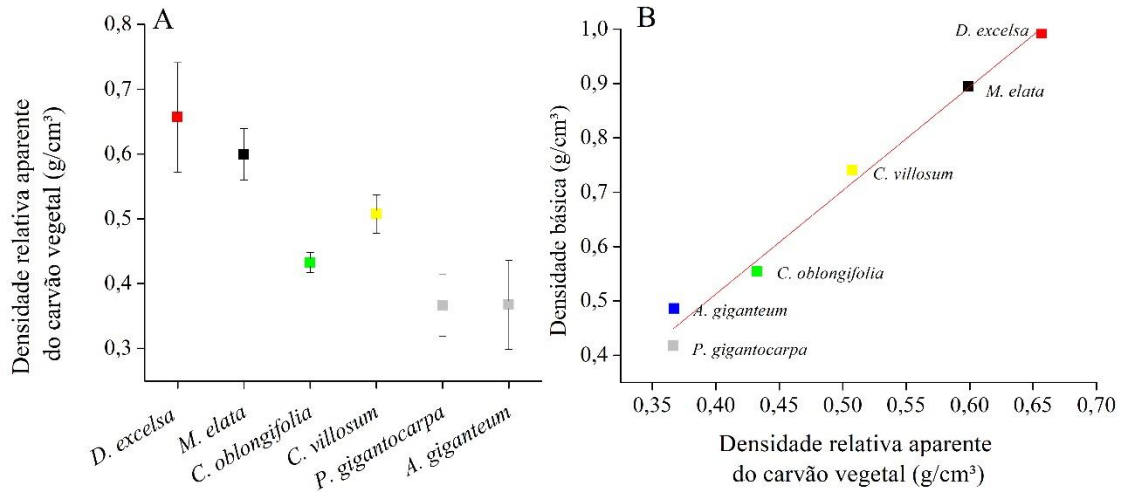 A
Densidade relativa aparente
do carvão vegetal (g/cm³)
0,8
0,7
0,6
0,5
0,4
0,3
D. excelsa
M. elata
C. oblongifolia
C. villosum
P. gigantocarpa
A. giganteum
B
Densidade básica (g/cm³)
1,0
0,9
0,8
0,7
0,6
0,5
0,4
D. excelsa
M. elata
C. villosum
C. oblongifolia
A. giganteum
P. gigantocarpa
0,35 0,40 0,45 0,50 0,55 0,60 0,65 0,70
Densidade relativa aparente
do carvão vegetal (g/cm³)